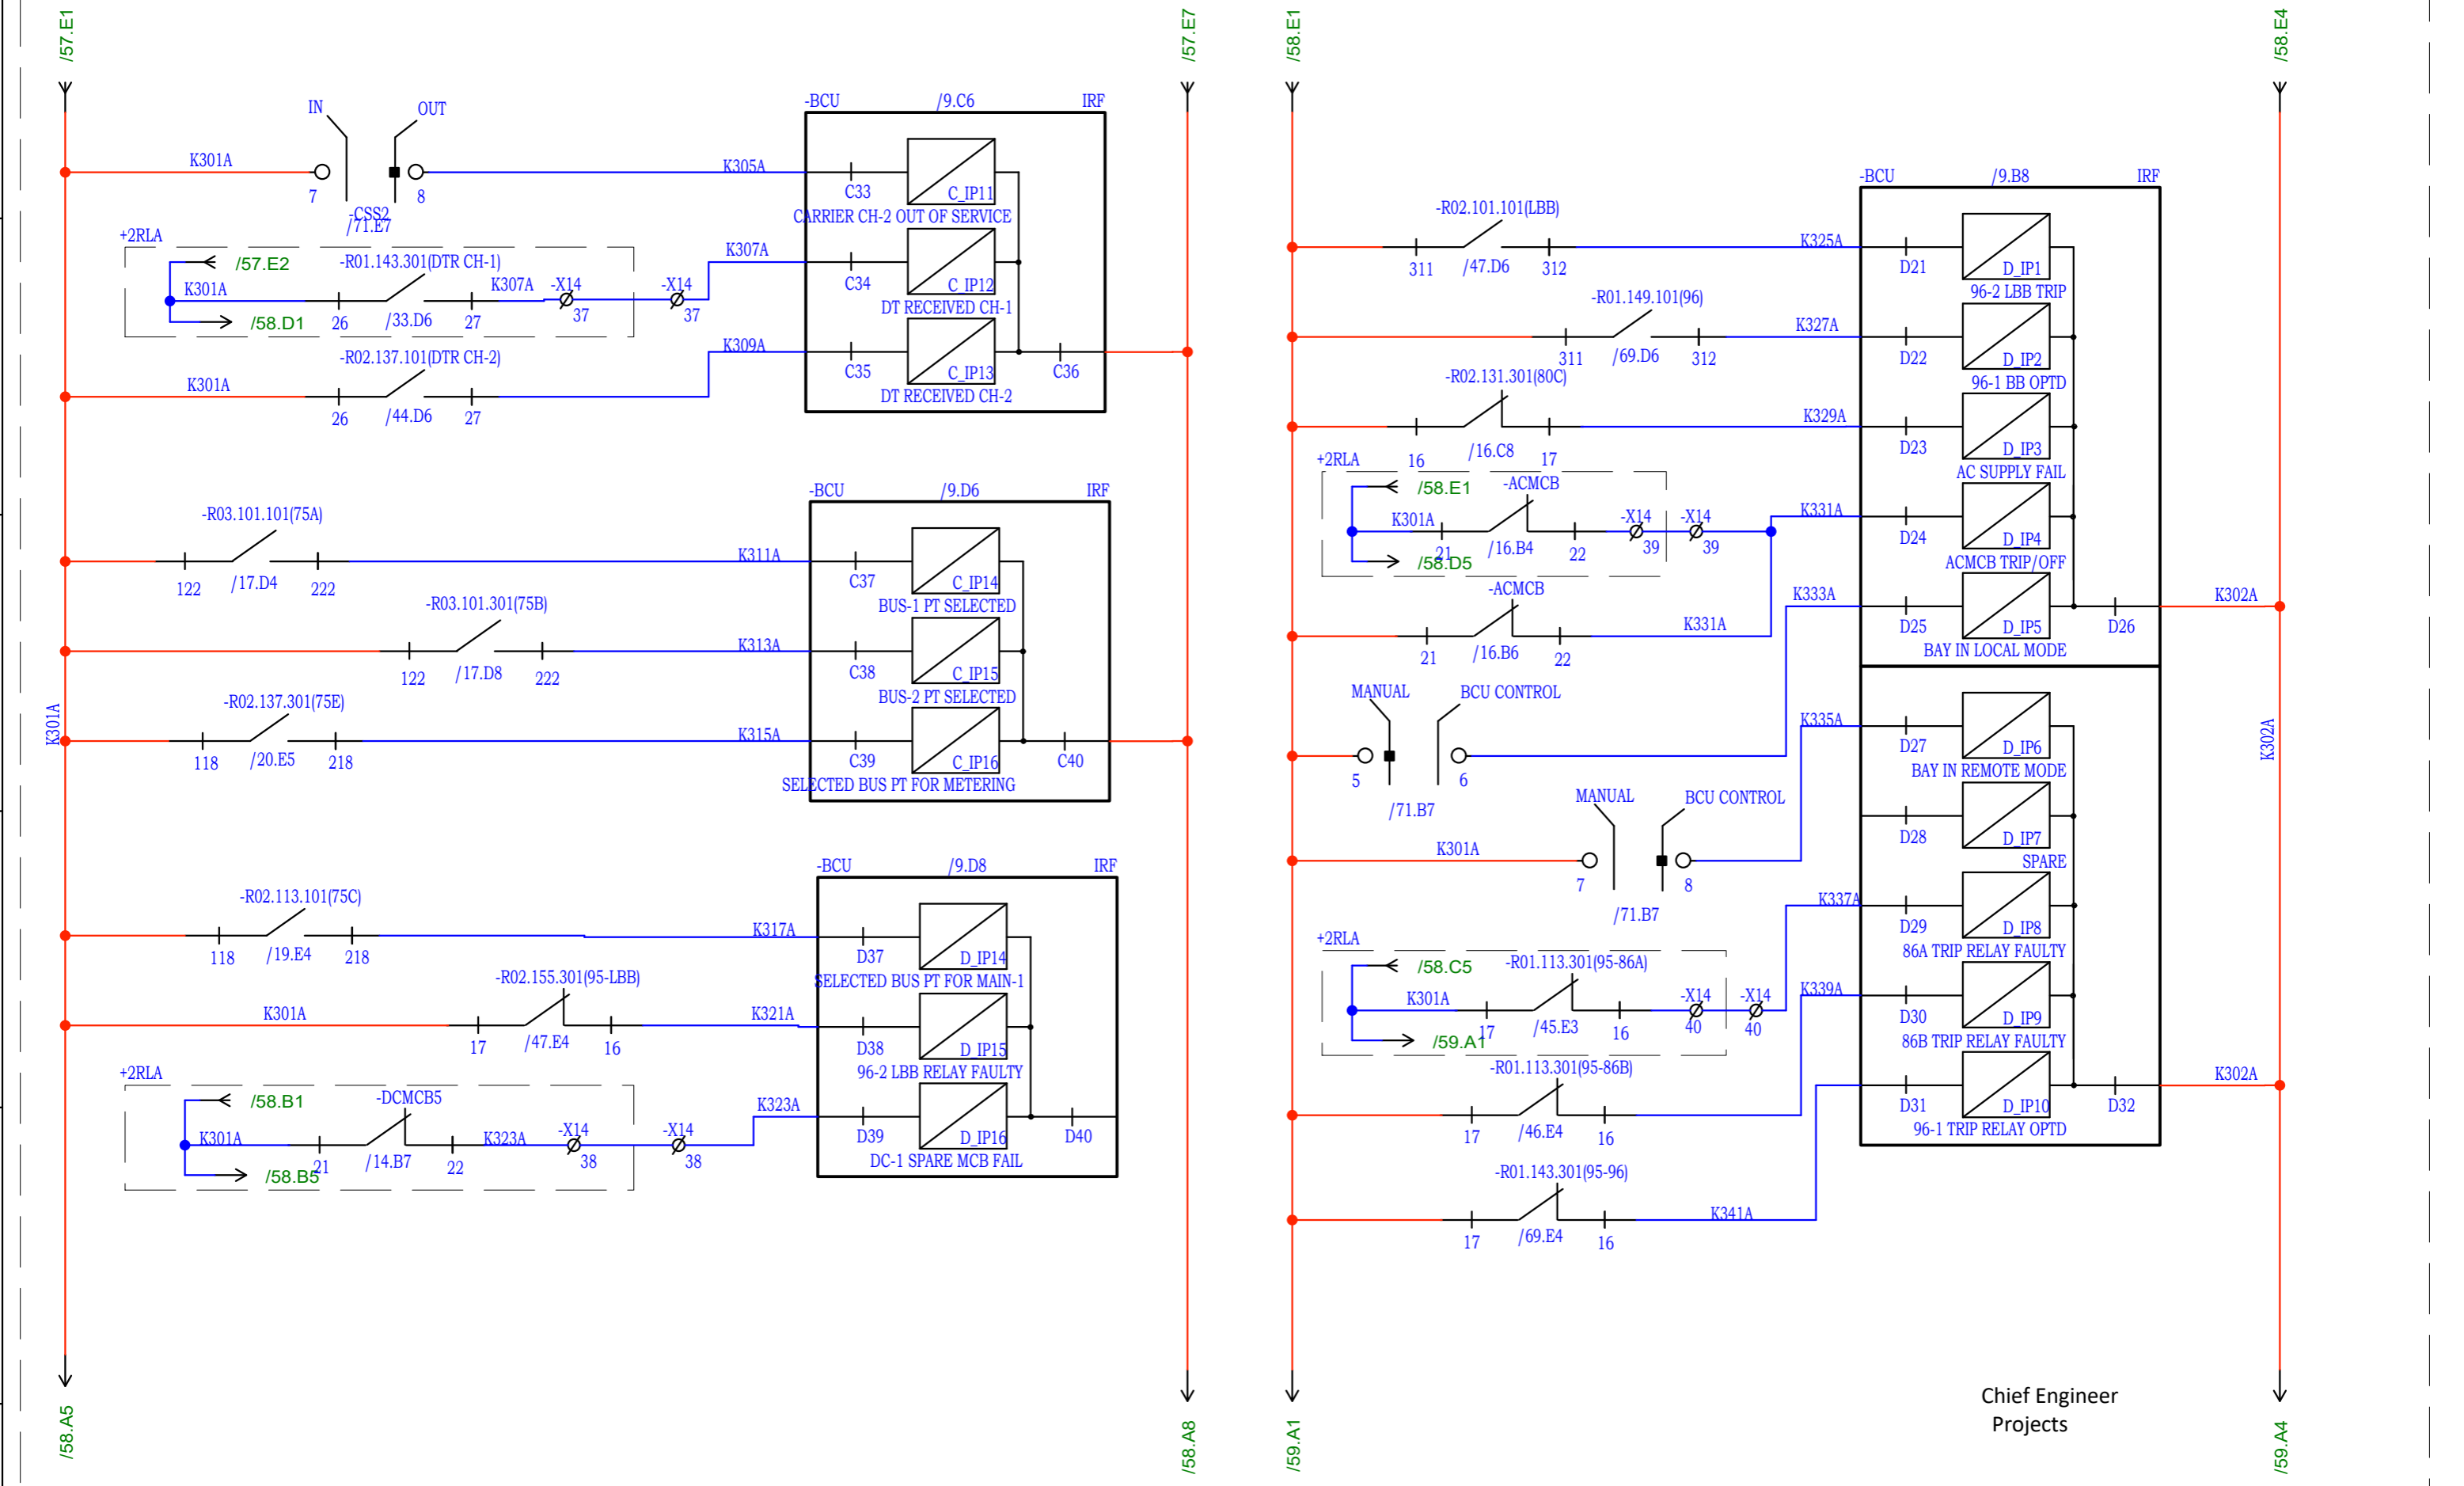 /57.E1
/57.E7
/58.E1
/58.E4
IN
OUT
K301A
7
8
-CSS2
/71.E7
K305A
-BCU
/9.C6
IRF
C33
C_IP11
CARRIER CH-2 OUT OF SERVICE
+2RLA
/57.E2
-R01.143.301(DTR CH-1)
K301A
K307A
-X14
-X14
K307A
/58.D1
26
/33.D6
27
37
37
C34
C_IP12
DT RECEIVED CH-1
-R02.137.101(DTR CH-2)
K301A
K309A
26
/44.D6
27
C35
C_IP13
C36
DT RECEIVED CH-2
-BCU
/9.D6
IRF
-R03.101.101(75A)
K311A
122
/17.D4
222
C37
C_IP14
BUS-1 PT SELECTED
-R03.101.301(75B)
K313A
122
/17.D8
222
C38
C_IP15
BUS-2 PT SELECTED
-R02.137.301(75E)
K301A
K315A
118
/20.E5
218
C39
C_IP16
C40
SELECTED BUS PT FOR METERING
-BCU
/9.D8
IRF
-R02.113.101(75C)
K317A
118
/19.E4
218
D37
D_IP14
SELECTED BUS PT FOR MAIN-1
-R02.155.301(95-LBB)
K301A
K321A
17
/47.E4
16
D38
D_IP15
96-2 LBB RELAY FAULTY
+2RLA
/58.B1
-DCMCB5
K323A
K301A
K323A
-X14
-X14
21
/14.B7
22
38
38
/58.B5
D39
D_IP16
D40
DC-1 SPARE MCB FAIL
/58.A5
/58.A8
-BCU
/9.B8
IRF
-R02.101.101(LBB)
K325A
311
/47.D6
312
D21
D_IP1
96-2 LBB TRIP
-R01.149.101(96)
K327A
311
/69.D6
312
D22
D_IP2
96-1 BB OPTD
-R02.131.301(80C)
K329A
16
/16.C8
17
D23
D_IP3
AC SUPPLY FAIL
+2RLA
/58.E1
-ACMCB
K301A
-X14
-X14
K331A
21
/16.B4
22
39
39
/58.D5
D24
D_IP4
ACMCB TRIP/OFF
-ACMCB
K331A
21
/16.B6
22
K333A
D25
D_IP5
D26
K302A
BAY IN LOCAL MODE
MANUAL
BCU CONTROL
5
6
/71.B7
K335A
D27
D_IP6
BAY IN REMOTE MODE
K302A
MANUAL
BCU CONTROL
K301A
7
8
/71.B7
D28
D_IP7
SPARE
K337A
D29
D_IP8
86A TRIP RELAY FAULTY
+2RLA
/58.C5
-R01.113.301(95-86A)
K301A
-X14
-X14
K339A
17
/45.E3
16
40
40
/59.A1
D30
D_IP9
86B TRIP RELAY FAULTY
-R01.113.301(95-86B)
17
/46.E4
16
D31
D_IP10
D32
K302A
96-1 TRIP RELAY OPTD
-R01.143.301(95-96)
K341A
17
/69.E4
16
Chief Engineer
Projects
/59.A1
/59.A4